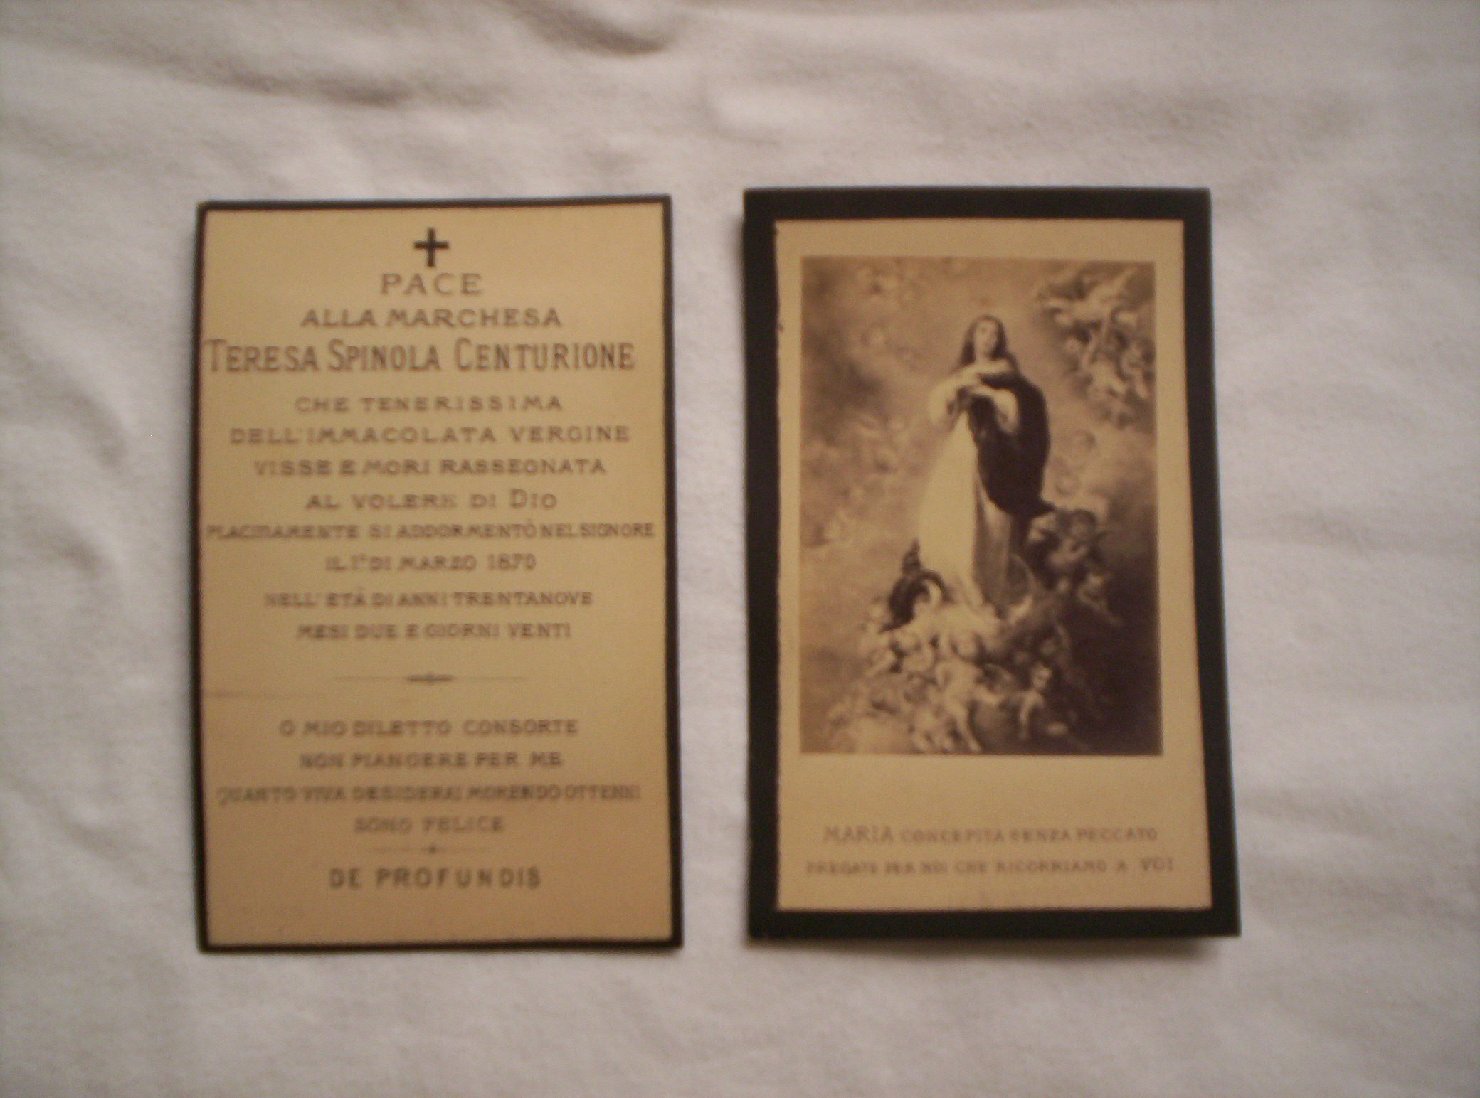 PACE
ALLA MARCHESA
TERESA SPINOLA CENTURIONE
CHE TENERISSIMA
DELL'IMMACOLATA VERGINE
VISSE E MORI RASSEGNATA
AL VOLERE DI DIO
PLACIDAMENTE SI ADDORMENTÒ NEL SIGNORE
IL 1º DI MARZO 1870
NELL'ETÀ DI ANNI TRENTANOVE
MESI DUE E GIORNI VENTI
O MIO DILETTO CONSORTE
NON PIANGERE PER ME
QUANTO VIVA DESIDERAI MORENDO OTTENNI
SONO FELICE
DE PROFUNDIS
MARIA CONCEPITA SENZA PECCATO
PREGATE PER NOI CHE RICORRIAMO A VOI